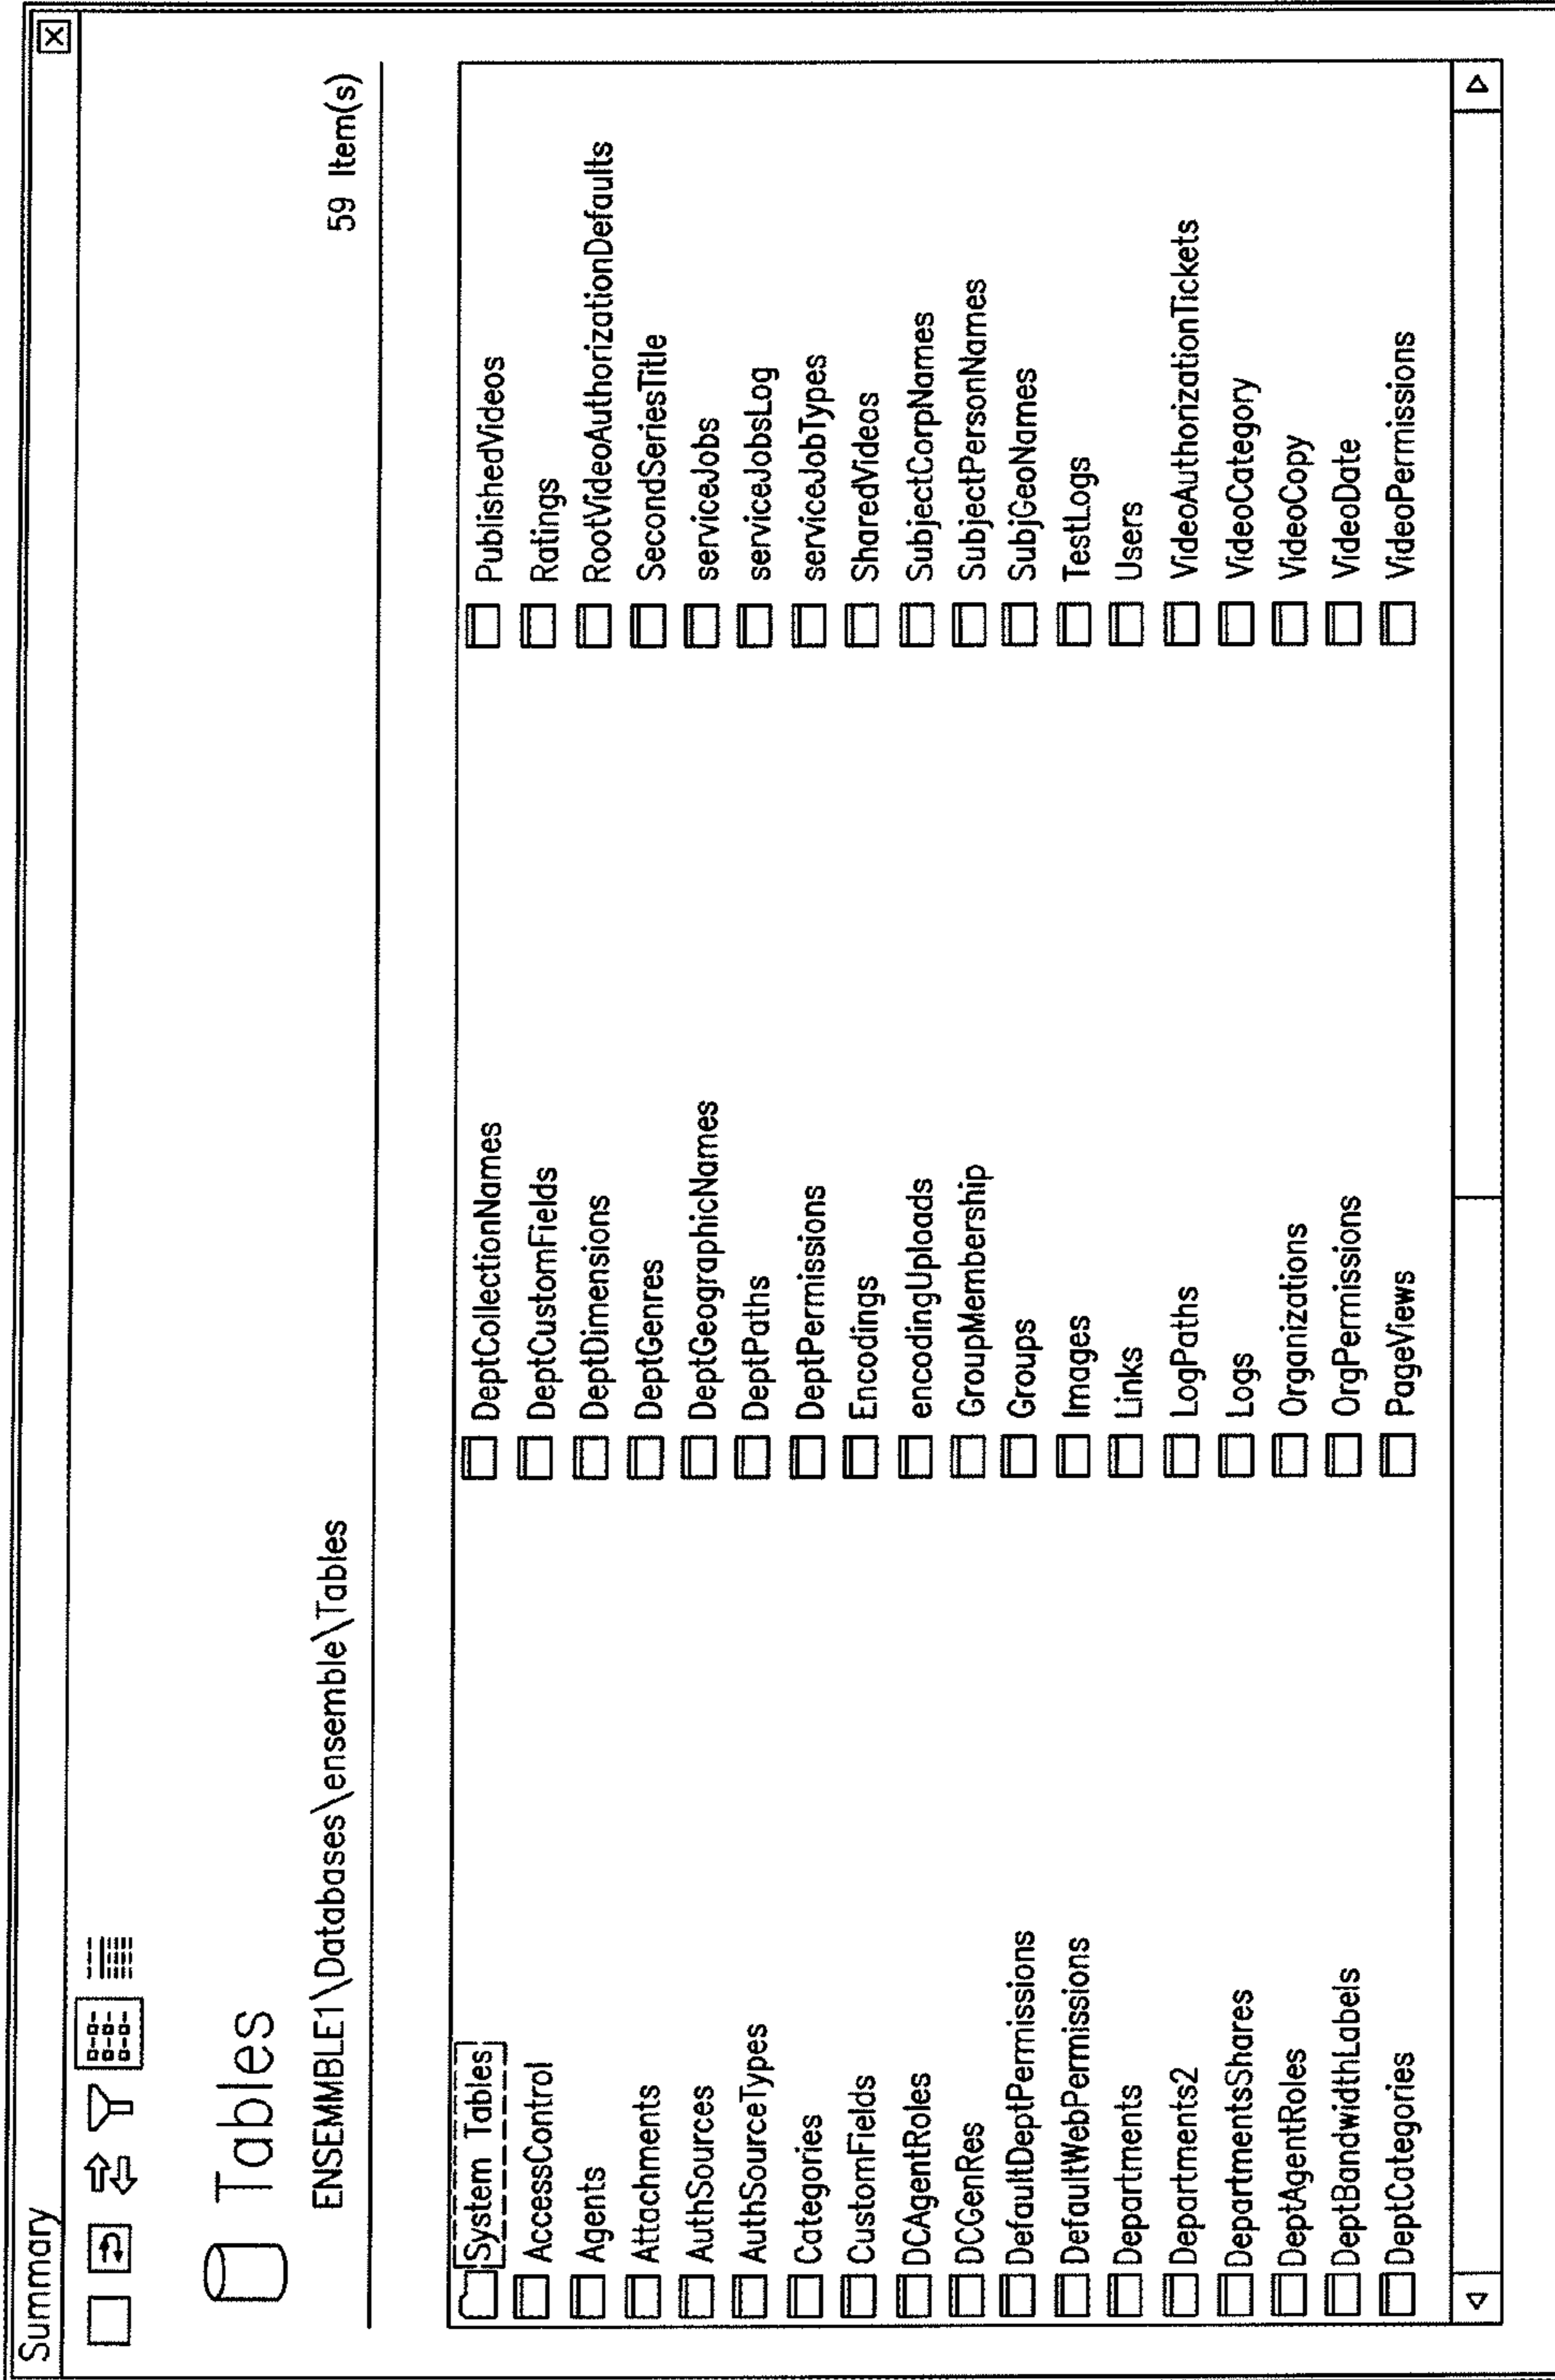 Summary
Tables
ENSEMMBLE1\Databases\ensemble\Tables
59 Item(s)
System Tables
AccessControl
Agents
Attachments
AuthSources
AuthSourceTypes
Categories
CustomFields
DCAgentRoles
DCGenRes
DefaultDeptPermissions
DefaultWebPermissions
Departments
Departments2
DepartmentsShares
DeptAgentRoles
DeptBandwidthLabels
DeptCategories
DeptCollectionNames
DeptCustomFields
DeptDimensions
DeptGenres
DeptGeographicNames
DeptPaths
DeptPermissions
Encodings
encodingUploads
GroupMembership
Groups
Images
Links
LogPaths
Logs
Organizations
OrgPermissions
PageViews
PublishedVideos
Ratings
RootVideoAuthorizationDefaults
SecondSeriesTitle
serviceJobs
serviceJobsLog
serviceJobTypes
SharedVideos
SubjectCorpNames
SubjectPersonNames
SubjGeoNames
TestLogs
Users
VideoAuthorizationTickets
VideoCategory
VideoCopy
VideoDate
VideoPermissions